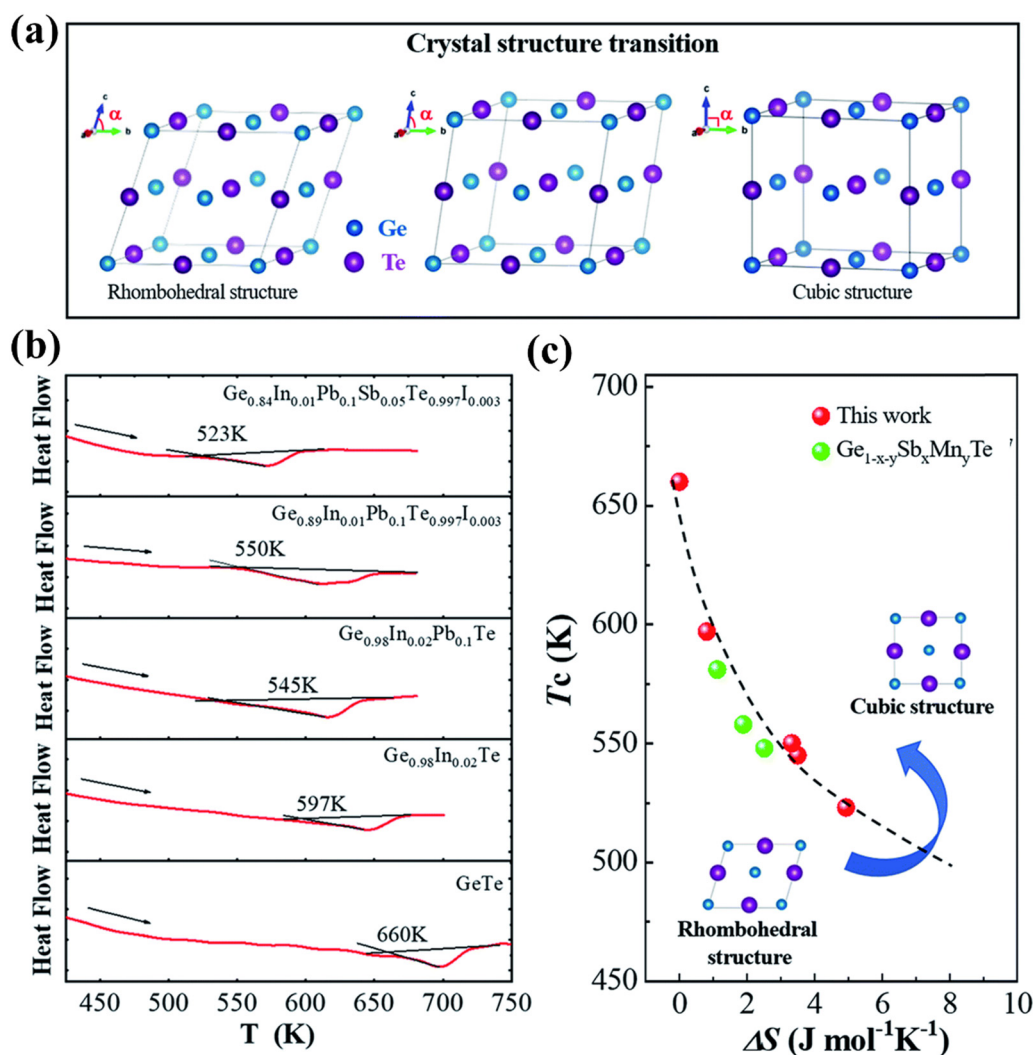 (a)
Crystal structure transition
c
α
b
a
c
α
b
a
c
α
b
a
Ge
Te
Rhombohedral structure
Cubic structure
(b)
Ge0.84In0.01Pb0.1Sb0.05Te0.997I0.003
523K
Heat Flow
Ge0.89In0.01Pb0.1Te0.997I0.003
550K
Heat Flow
Ge0.98In0.02Pb0.1Te
545K
Heat Flow
Ge0.98In0.02Te
597K
Heat Flow
GeTe
660K
Heat Flow
450 500 550 600 650 700 750
T (K)
(c)
700
650
600
550
500
450
Tc (K)
This work
Ge1-x-ySbxMnyTe
Cubic structure
Rhombohedral
structure
0 2 4 6 8 10
ΔS (J mol-1K-1)